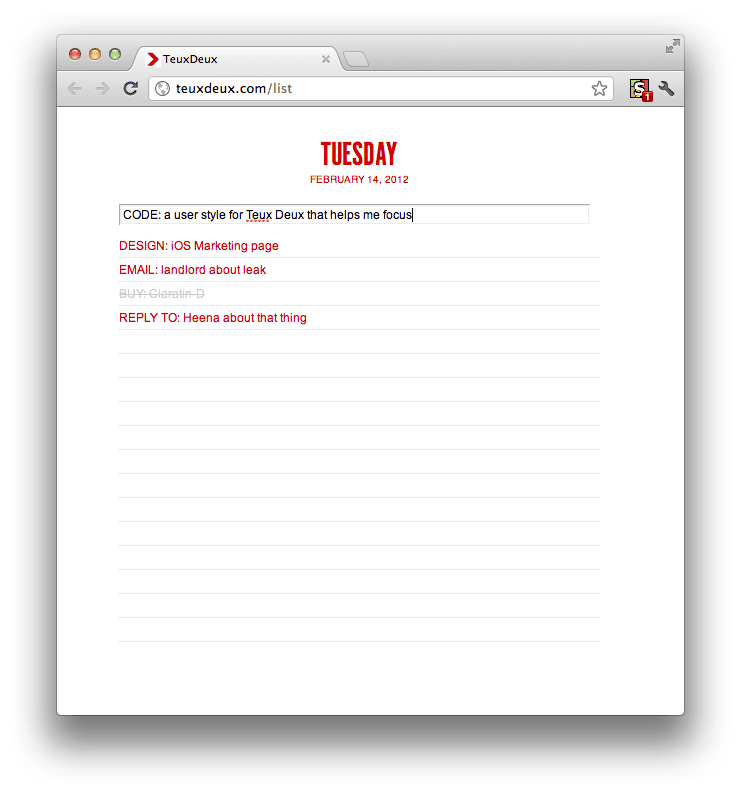 TeuxDeux
teuxdeux.com/list
S
1
TUESDAY
FEBRUARY 14, 2012
CODE: a user style for Teux Deux that helps me focus
DESIGN: iOS Marketing page
EMAIL: landlord about leak
BUY: Claratin-D
REPLY TO: Heena about that thing